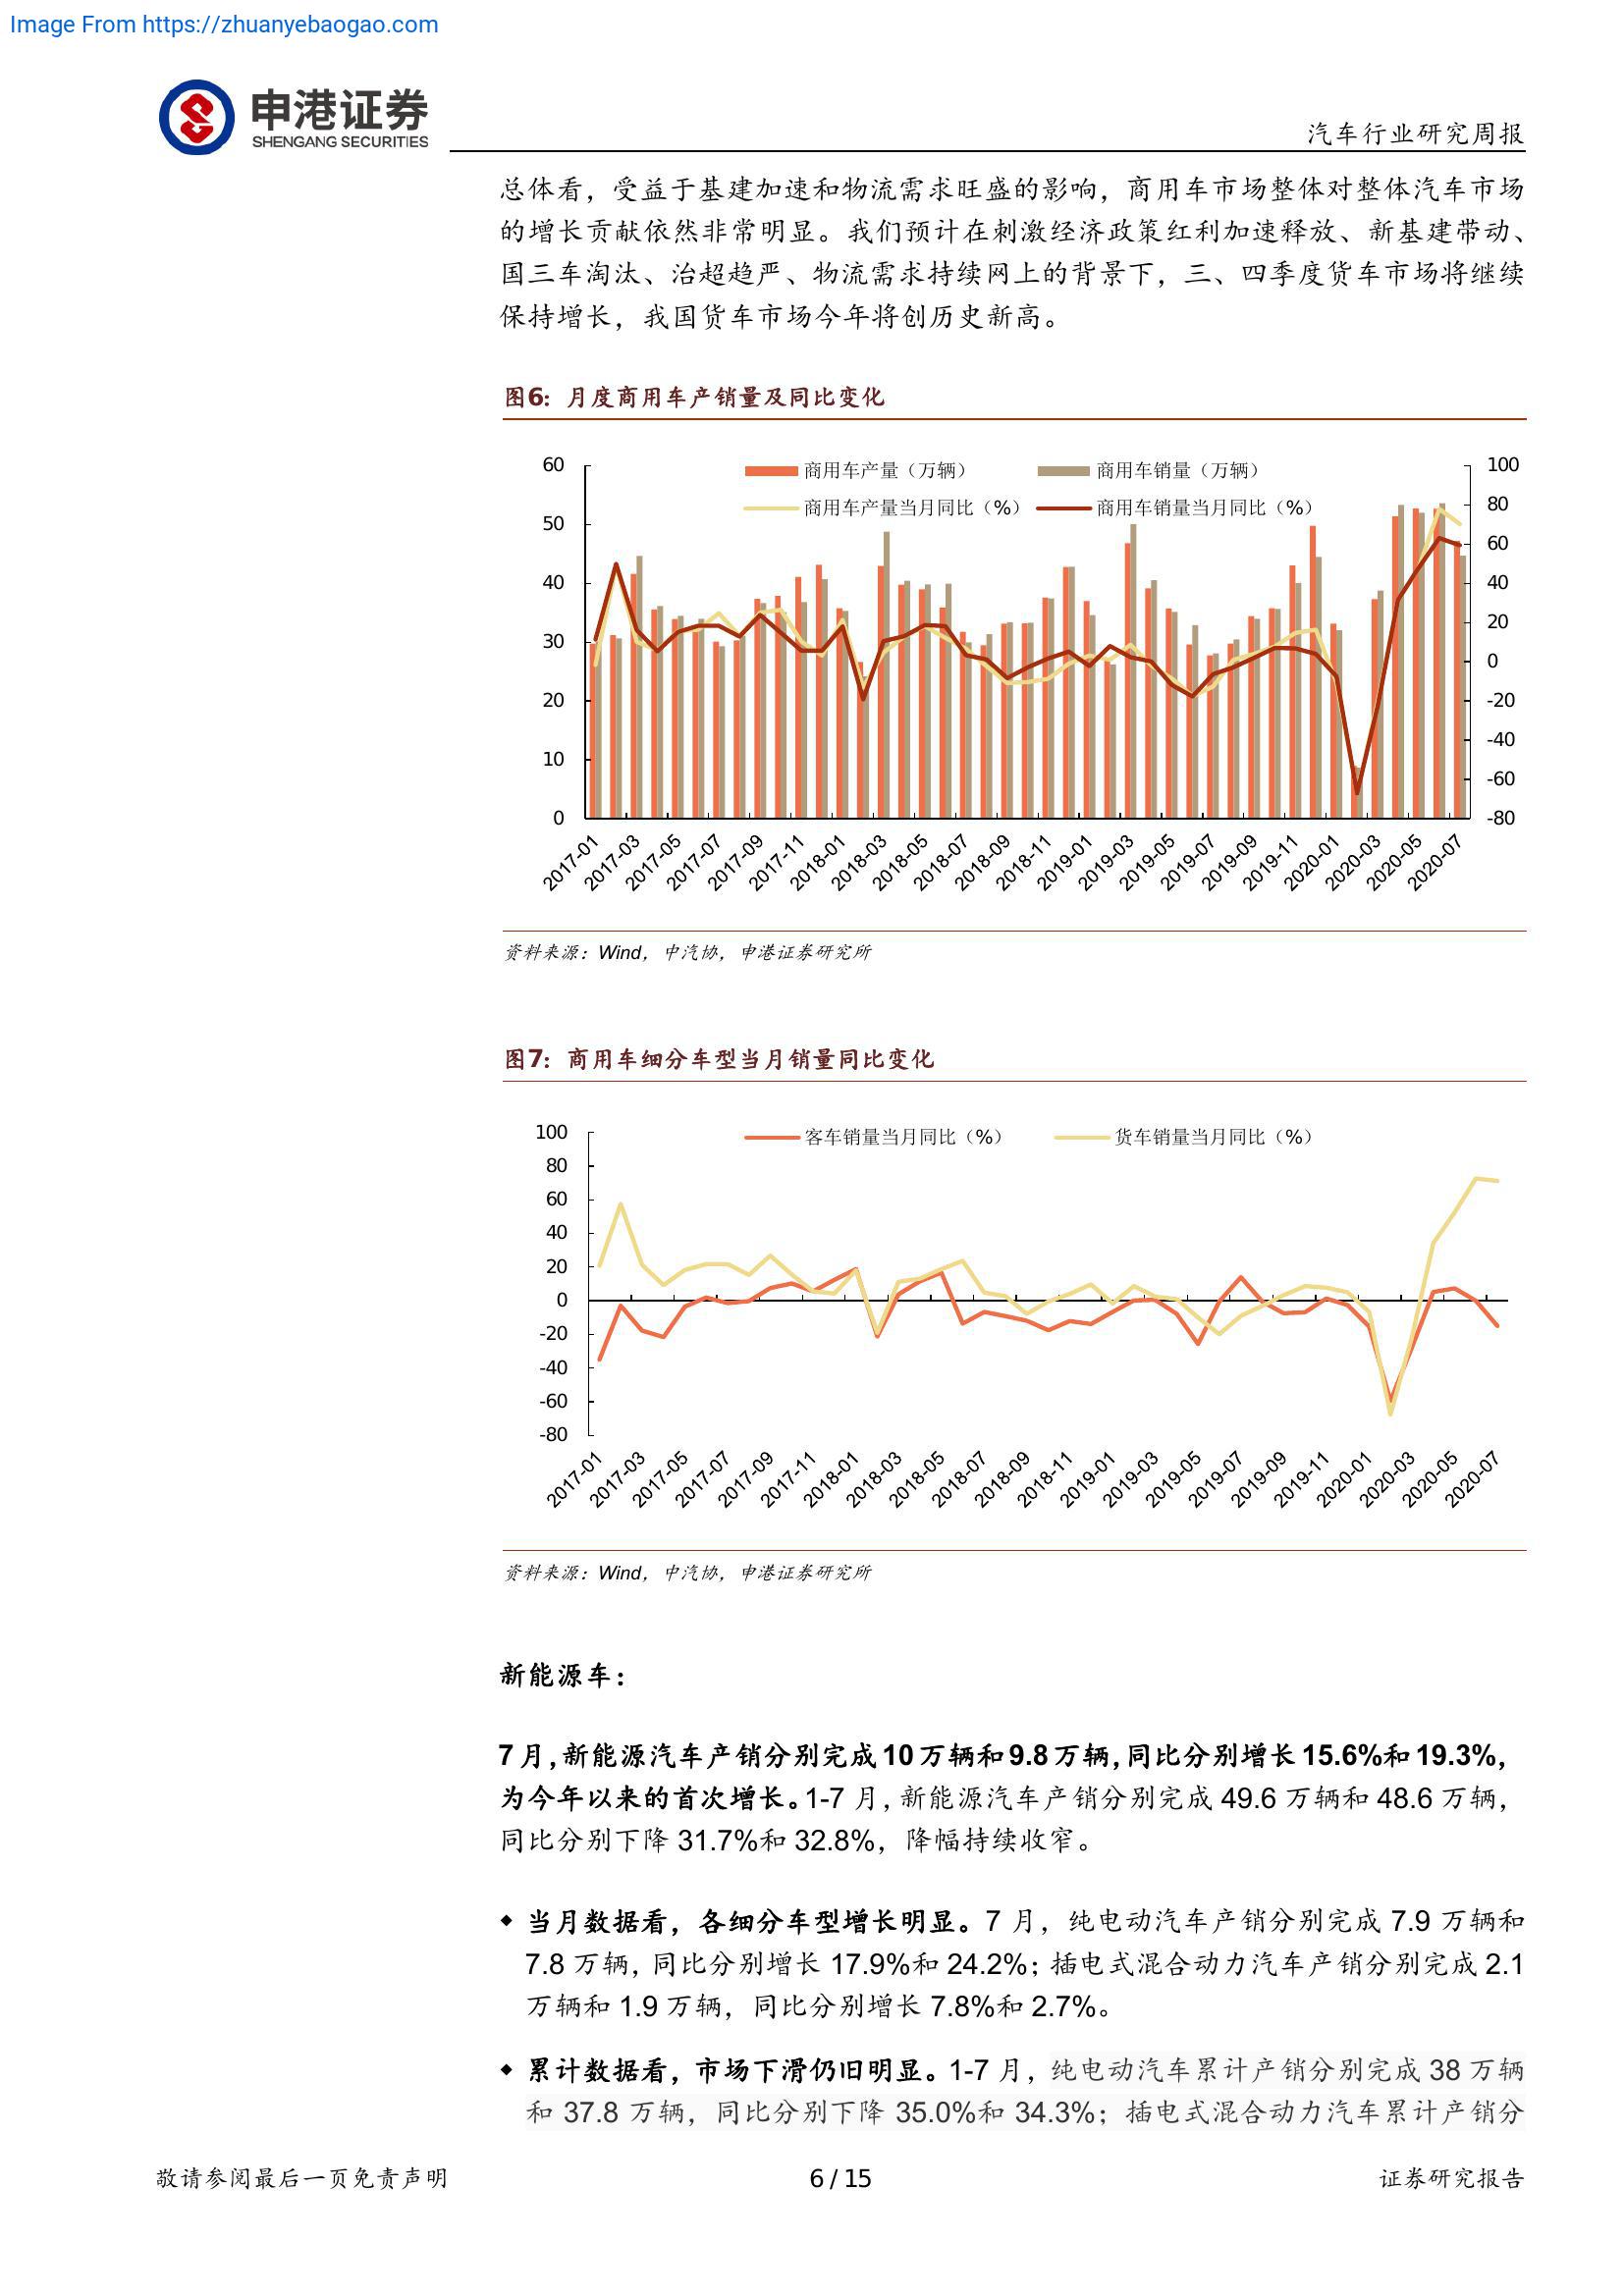 Image From https://zhuanyebaogao.com
申港证券
SHENGANG SECURITIES
汽车行业研究周报
总体看，受益于基建加速和物流需求旺盛的影响，商用车市场整体对整体汽车市场
的增长贡献依然非常明显。我们预计在刺激经济政策红利加速释放、新基建带动、
国三车淘汰、治超趋严、物流需求持续网上的背景下，三、四季度货车市场将继续
保持增长，我国货车市场今年将创历史新高。
图6：月度商用车产销量及同比变化
商用车产量（万辆） 商用车销量（万辆）
商用车产量当月同比（%） 商用车销量当月同比（%）
60 100
50 80
40 60
30 40
20 20
10 0
0 -20
-40
-60
-80
2017-01 2017-03 2017-05 2017-07 2017-09 2017-11 2018-01 2018-03 2018-05 2018-07 2018-09 2018-11 2019-01 2019-03 2019-05 2019-07 2019-09 2019-11 2020-01 2020-03 2020-05 2020-07
资料来源：Wind，中汽协，申港证券研究所
图7：商用车细分车型当月销量同比变化
客车销量当月同比（%） 货车销量当月同比（%）
100
80
60
40
20
0
-20
-40
-60
-80
2017-01 2017-03 2017-05 2017-07 2017-09 2017-11 2018-01 2018-03 2018-05 2018-07 2018-09 2018-11 2019-01 2019-03 2019-05 2019-07 2019-09 2019-11 2020-01 2020-03 2020-05 2020-07
资料来源：Wind，中汽协，申港证券研究所
新能源车：
7 月，新能源汽车产销分别完成 10 万辆和 9.8 万辆，同比分别增长 15.6%和 19.3%，
为今年以来的首次增长。1-7 月，新能源汽车产销分别完成 49.6 万辆和 48.6 万辆，
同比分别下降 31.7%和 32.8%，降幅持续收窄。
◆ 当月数据看，各细分车型增长明显。7 月，纯电动汽车产销分别完成 7.9 万辆和
7.8 万辆，同比分别增长 17.9%和 24.2%；插电式混合动力汽车产销分别完成 2.1
万辆和 1.9 万辆，同比分别增长 7.8%和 2.7%。
◆ 累计数据看，市场下滑仍旧明显。1-7 月，纯电动汽车累计产销分别完成 38 万辆
和 37.8 万辆，同比分别下降 35.0%和 34.3%；插电式混合动力汽车累计产销分
敬请参阅最后一页免责声明
6 / 15
证券研究报告